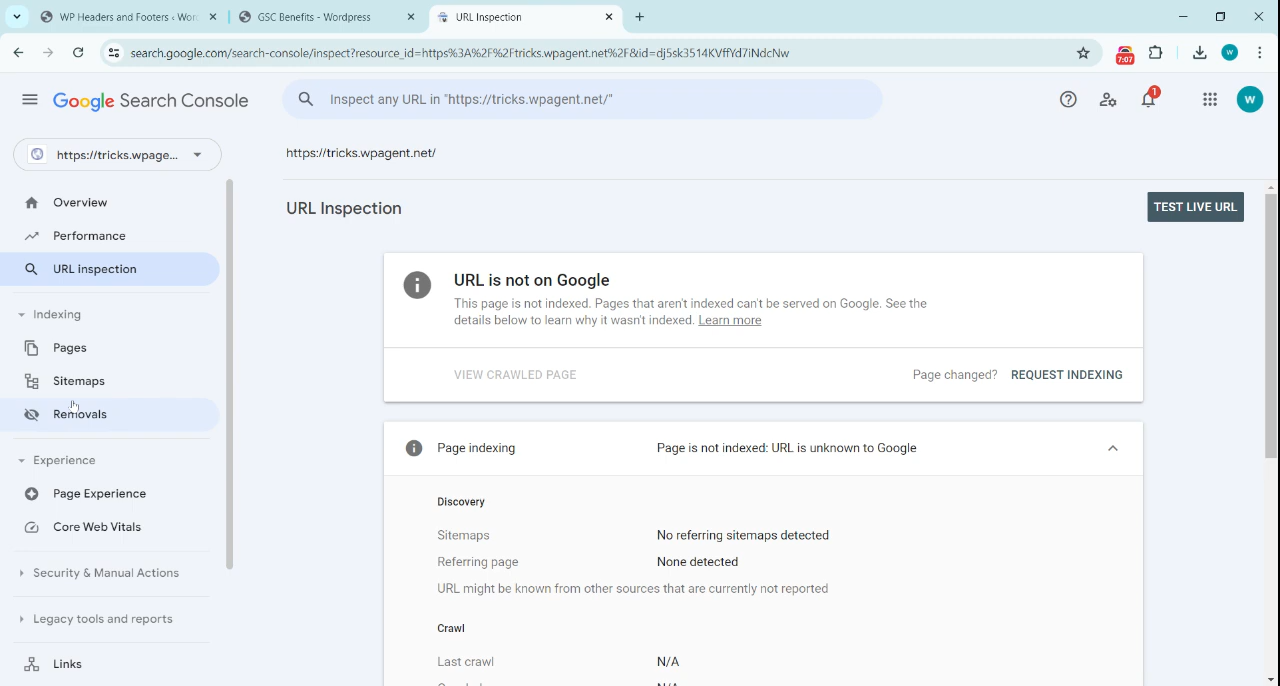 WP Headers and Footers ‹ Wor
GSC Benefits - Wordpress
URL Inspection
search.google.com/search-console/inspect?resource_id=https%3A%2F%2Ftricks.wpagent.net%2F&id=dj5sk3514KVffYd7iNdcNw
7:07
W
Google Search Console
Inspect any URL in "https://tricks.wpagent.net/"
1
W
https://tricks.wpage...
https://tricks.wpagent.net/
Overview
Performance
URL inspection
Indexing
Pages
Sitemaps
Removals
Experience
Page Experience
Core Web Vitals
Security & Manual Actions
Legacy tools and reports
Links
URL Inspection
TEST LIVE URL
URL is not on Google
This page is not indexed. Pages that aren't indexed can't be served on Google. See the
details below to learn why it wasn't indexed. Learn more
VIEW CRAWLED PAGE
Page changed? REQUEST INDEXING
Page indexing
Page is not indexed: URL is unknown to Google
Discovery
Sitemaps
No referring sitemaps detected
Referring page
None detected
URL might be known from other sources that are currently not reported
Crawl
Last crawl
N/A